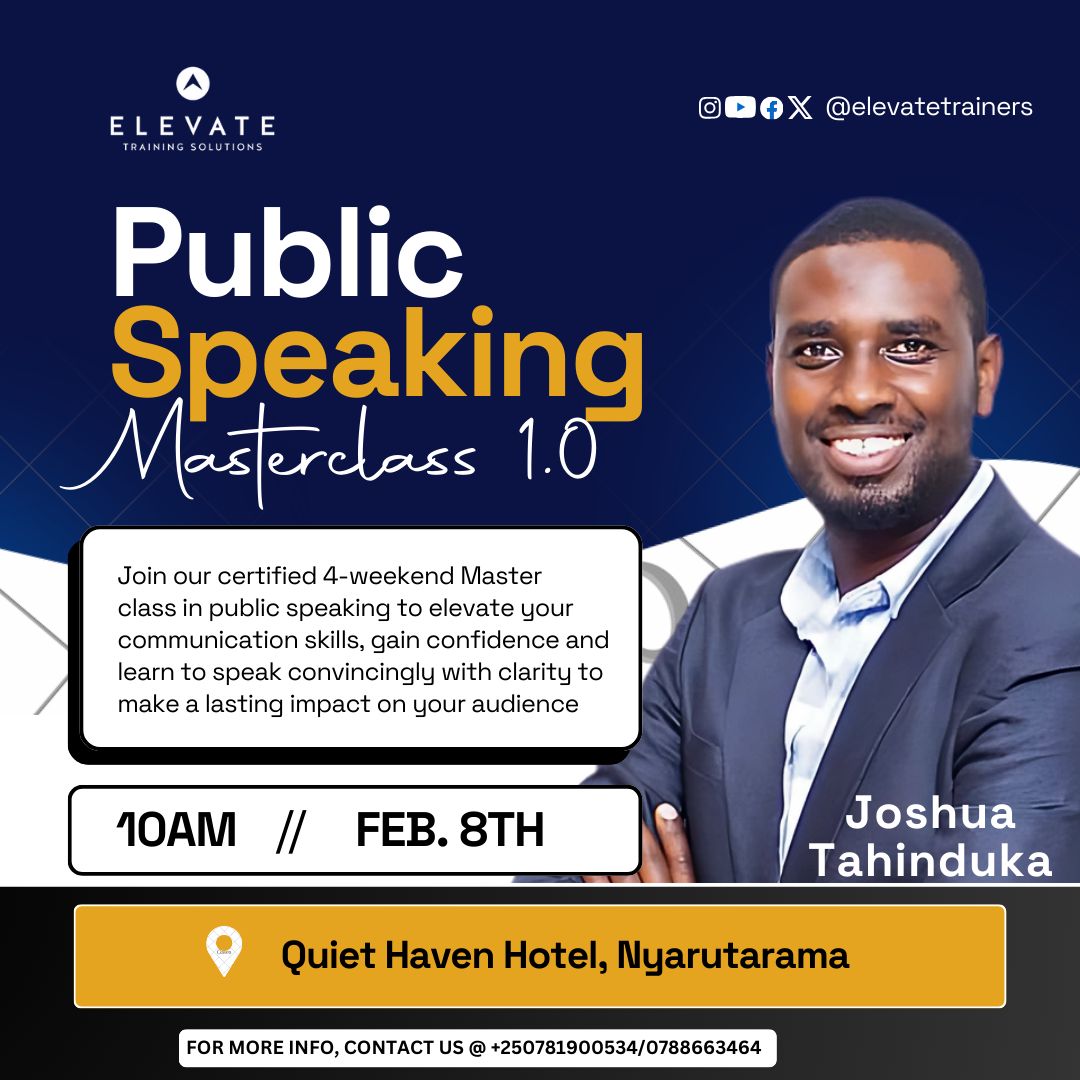 ELEVATE
TRAINING SOLUTIONS
@elevatetrainers
Public
Speaking
Masterclass 1.0
Join our certified 4-weekend Master
class in public speaking to elevate your
communication skills, gain confidence and
learn to speak convincingly with clarity to
make a lasting impact on your audience
10AM // FEB. 8TH
Joshua
Tahinduka
Quiet Haven Hotel, Nyarutarama
FOR MORE INFO, CONTACT US @ +250781900534/0788663464